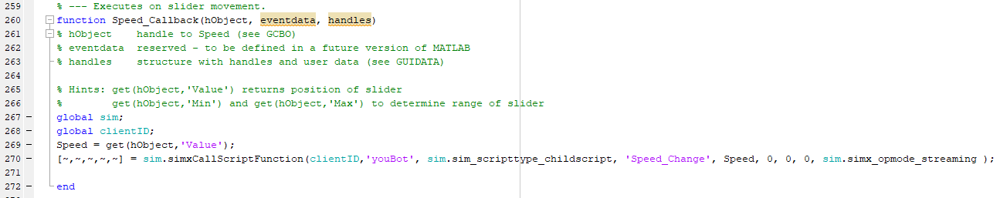 259 % --- Executes on slider movement.
260 function Speed_Callback(hObject, eventdata, handles)
261 % hObject    handle to Speed (see GCBO)
262 % eventdata  reserved - to be defined in a future version of MATLAB
263 % handles    structure with handles and user data (see GUIDATA)
264
265 % Hints: get(hObject,'Value') returns position of slider
266 %        get(hObject,'Min') and get(hObject,'Max') to determine range of slider
267 - global sim;
268 - global clientID;
269 - Speed = get(hObject,'Value');
270 - [~,~,~,~,~] = sim.simxCallScriptFunction(clientID,'youBot', sim.sim_scripttype_childscript, 'Speed_Change', Speed, 0, 0, 0, sim.simx_opmode_streaming );
271
272 - end